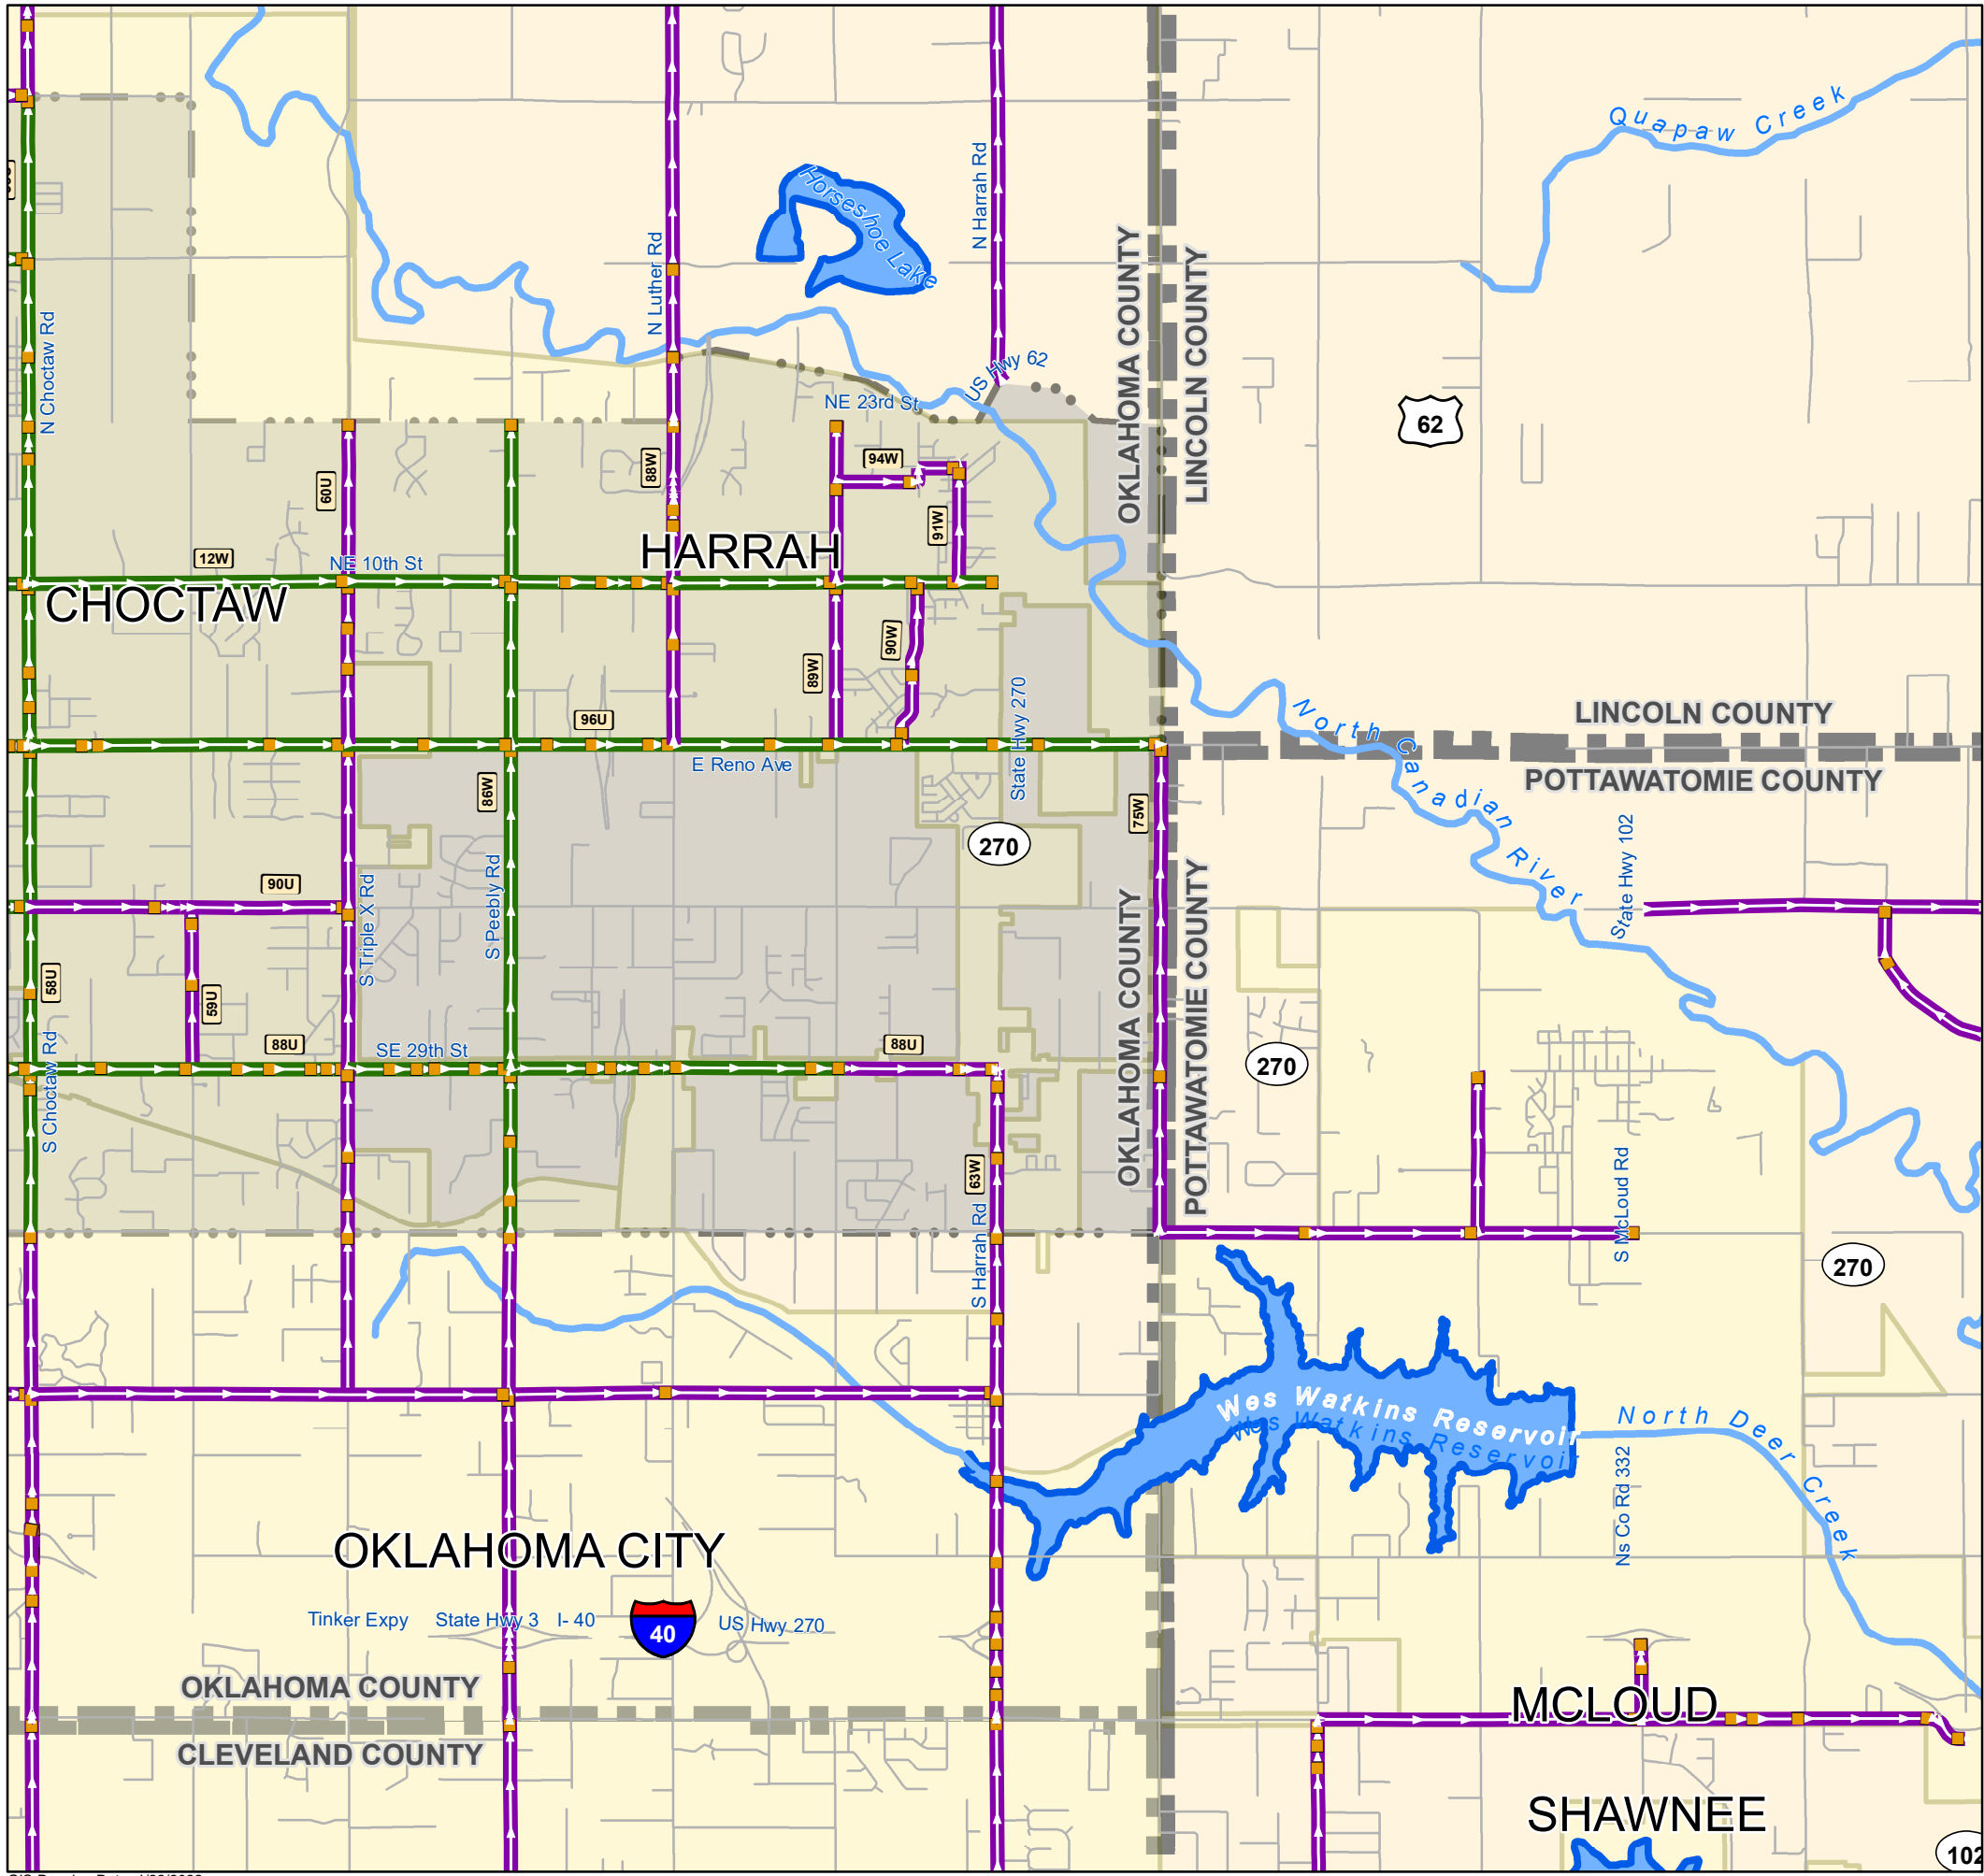 Quapaw Creek
Horseshoe Lake
N Harrah Rd
N Luther Rd
N Choctaw Rd
OKLAHOMA COUNTY
LINCOLN COUNTY
US Hwy 62
NE 23rd St
62
94W
88W
60U
91W
HARRAH
12W
NE 10th St
CHOCTAW
90W
89W
State Hwy 270
North Canadian River
LINCOLN COUNTY
POTTAWATOMIE COUNTY
96U
E Reno Ave
86W
75W
270
State Hwy 102
90U
S Triple X Rd
S Peebly Rd
OKLAHOMA COUNTY
POTTAWATOMIE COUNTY
58U
59U
88U
SE 29th St
88U
270
S Choctaw Rd
63W
S McLoud Rd
S Harrah Rd
270
Wes Watkins Reservoir
Wes Watkins Reservoir
North Deer Creek
Ns Co Rd 332
OKLAHOMA CITY
Tinker Expy
State Hwy 3
I- 40
40
US Hwy 270
OKLAHOMA COUNTY
CLEVELAND COUNTY
MCLOUD
SHAWNEE
102